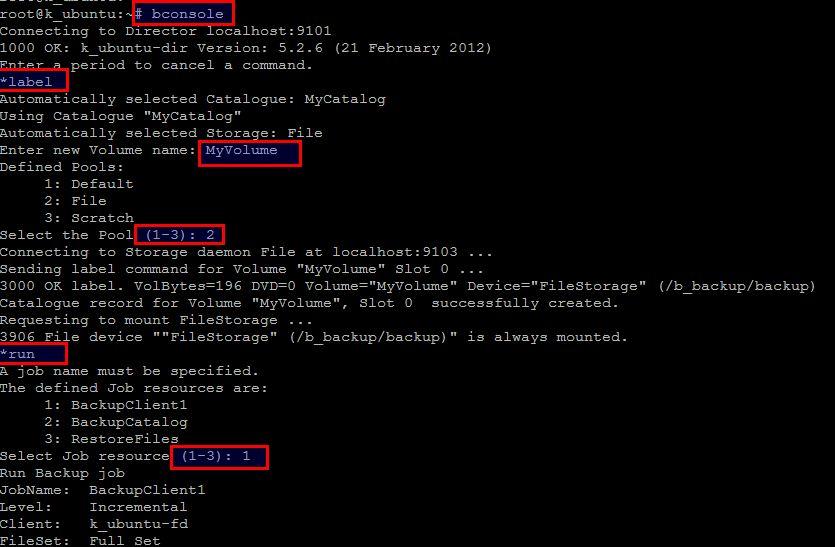 root@k_ubuntu:~# bconsole
Connecting to Director localhost:9101
1000 OK: k_ubuntu-dir Version: 5.2.6 (21 February 2012)
Enter a period to cancel a command.
*label
Automatically selected Catalogue: MyCatalog
Using Catalogue "MyCatalog"
Automatically selected Storage: File
Enter new Volume name: MyVolume
Defined Pools:
1: Default
2: File
3: Scratch
Select the Pool (1-3): 2
Connecting to Storage daemon File at localhost:9103 ...
Sending label command for Volume "MyVolume" Slot 0 ...
3000 OK label. VolBytes=196 DVD=0 Volume="MyVolume" Device="FileStorage" (/b_backup/backup)
Catalogue record for Volume "MyVolume", Slot 0  successfully created.
Requesting to mount FileStorage ...
3906 File device ""FileStorage" (/b_backup/backup)" is always mounted.
*run
A job name must be specified.
The defined Job resources are:
1: BackupClient1
2: BackupCatalog
3: RestoreFiles
Select Job resource (1-3): 1
Run Backup job
JobName:  BackupClient1
Level:    Incremental
Client:   k_ubuntu-fd
FileSet:  Full Set